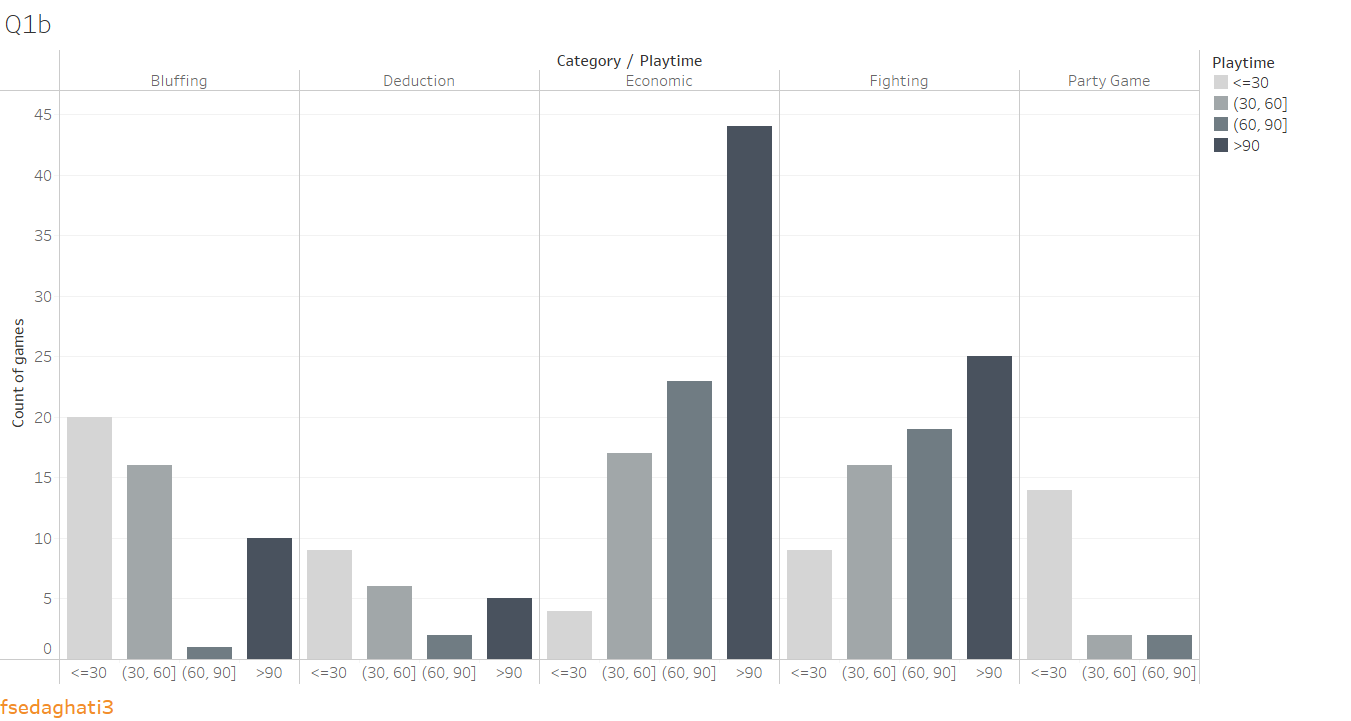 Q1b
Category / Playtime
Bluffing Deduction Economic Fighting Party Game
Playtime
<=30
(30, 60]
(60, 90]
>90
Count of games
45
40
35
30
25
20
15
10
5
0
<=30 (30, 60] (60, 90] >90 <=30 (30, 60] (60, 90] >90 <=30 (30, 60] (60, 90] >90 <=30 (30, 60] (60, 90] >90 <=30 (30, 60] (60, 90]
fsedaghati3